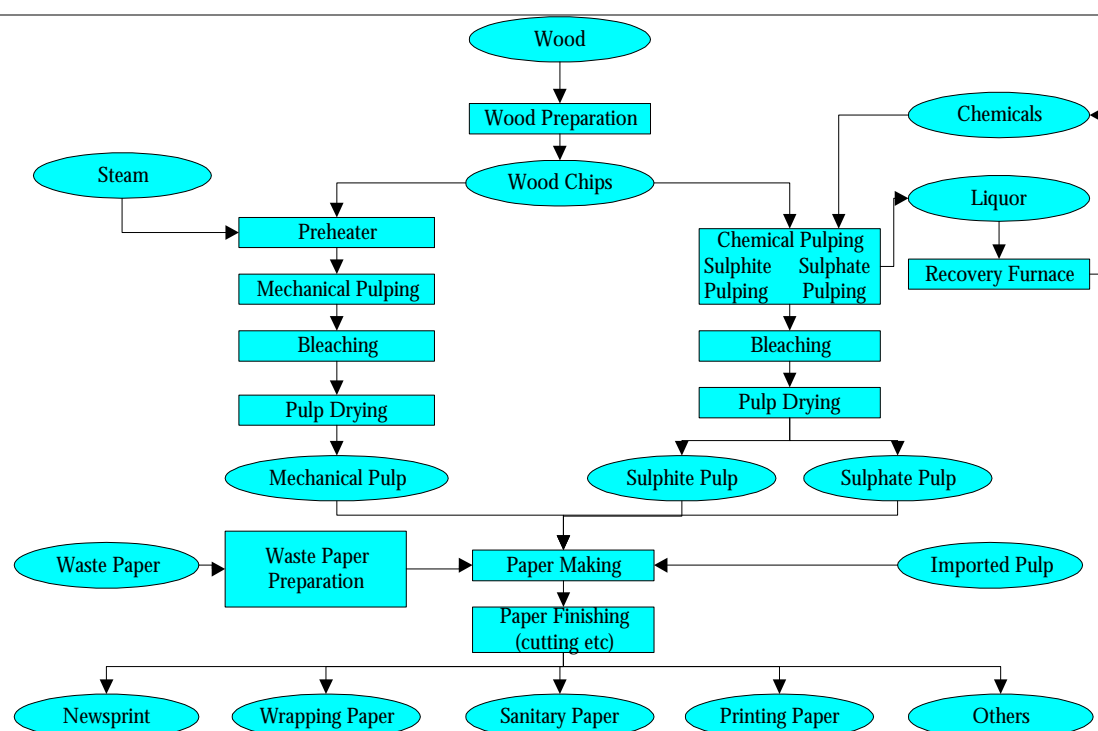 Wood
Wood Preparation
Chemicals
Steam
Wood Chips
Liquor
Preheater
Chemical Pulping
Sulphite Sulphate
Pulping Pulping
Recovery Furnace
Mechanical Pulping
Bleaching
Bleaching
Pulp Drying
Pulp Drying
Mechanical Pulp
Sulphite Pulp
Sulphate Pulp
Waste Paper
Waste Paper
Preparation
Paper Making
Imported Pulp
Paper Finishing
(cutting etc)
Newsprint
Wrapping Paper
Sanitary Paper
Printing Paper
Others